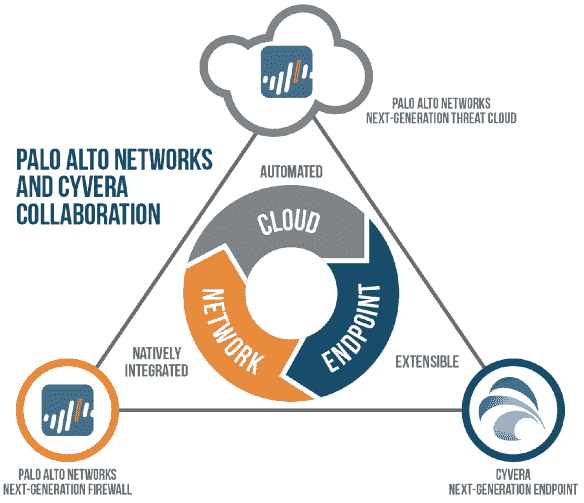 PALO ALTO NETWORKS
NEXT-GENERATION THREAT CLOUD
PALO ALTO NETWORKS
AND CYVERA
COLLABORATION
AUTOMATED
CLOUD
NETWORK
ENDPOINT
NATIVELY
INTEGRATED
EXTENSIBLE
PALO ALTO NETWORKS
NEXT-GENERATION FIREWALL
CYVERA
NEXT-GENERATION ENDPOINT